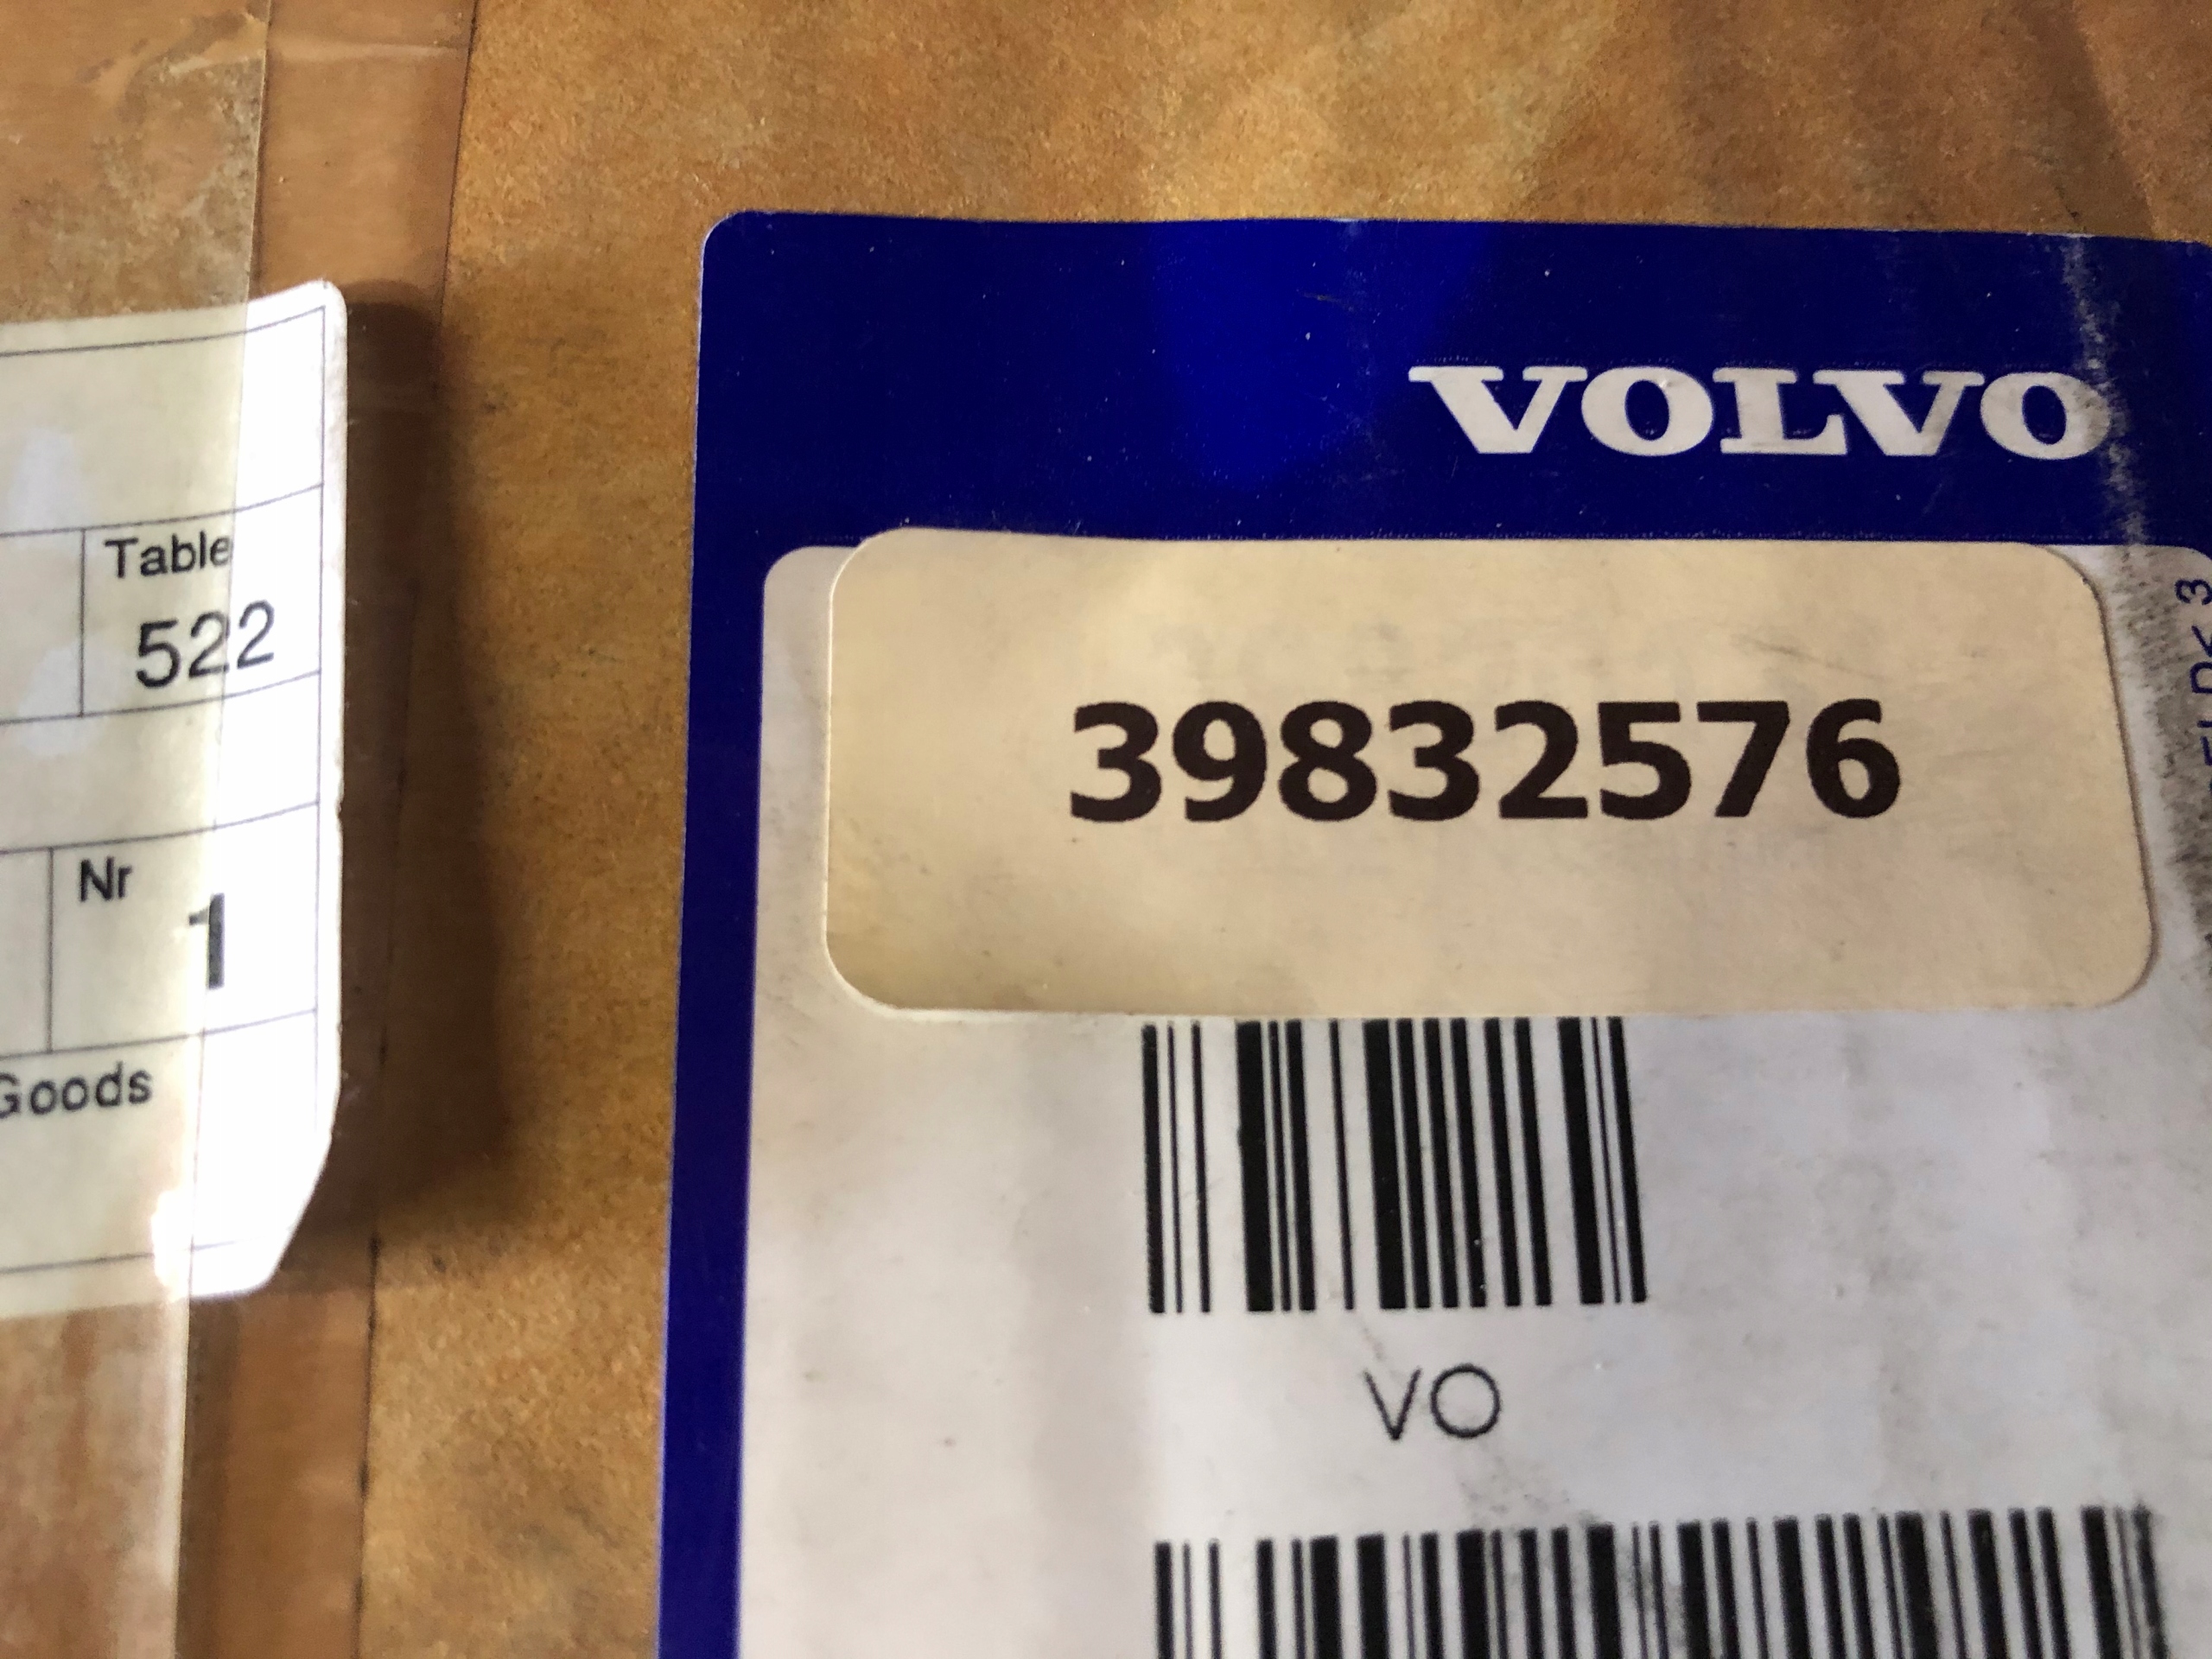 Table
522
Nr
1
Goods
VOLVO
39832576
VO